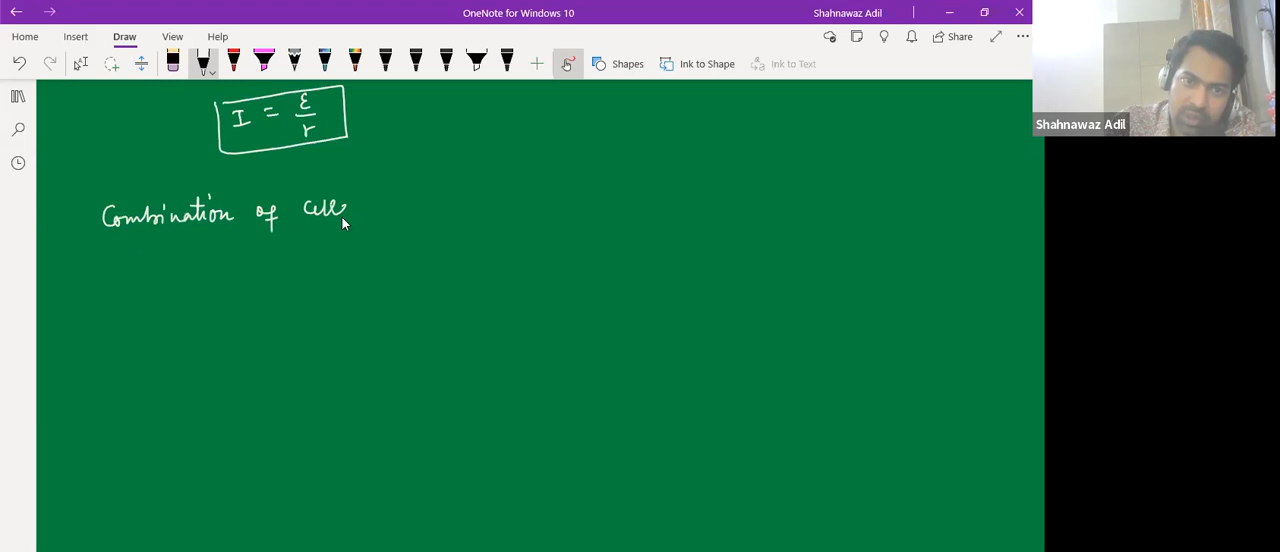 OneNote for Windows 10
Shahnawaz Adil
Home Insert Draw View Help
Share
Shapes
Ink to Shape
Ink to Text
Shahnawaz Adil
I = ε/r
Combination of Cell